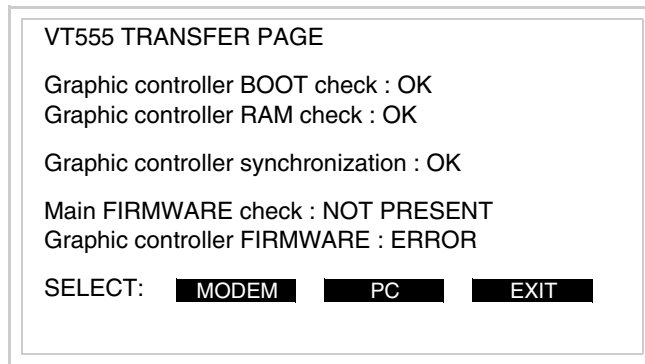 VT555 TRANSFER PAGE
Graphic controller BOOT check : OK
Graphic controller RAM check : OK
Graphic controller synchronization : OK
Main FIRMWARE check : NOT PRESENT
Graphic controller FIRMWARE : ERROR
SELECT: MODEM PC EXIT